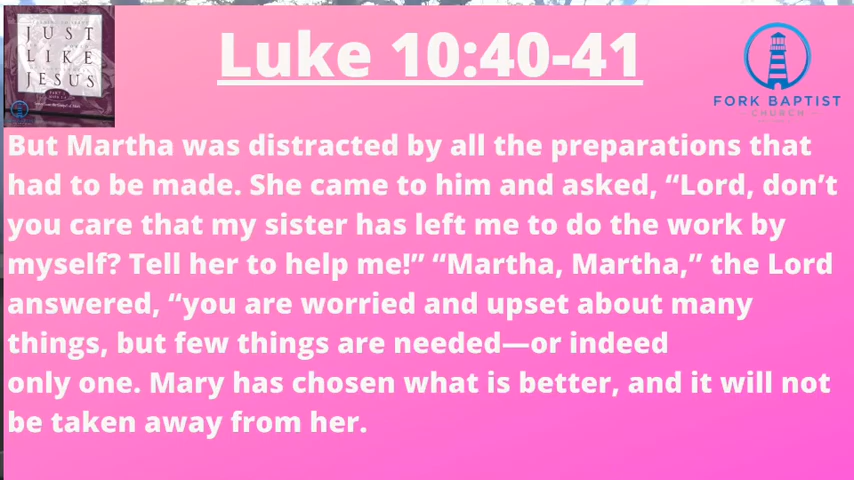 JUST
LIKE
JESUS
Luke 10:40-41
FORK BAPTIST
CHURCH
But Martha was distracted by all the preparations that
had to be made. She came to him and asked, “Lord, don’t
you care that my sister has left me to do the work by
myself? Tell her to help me!” “Martha, Martha,” the Lord
answered, “you are worried and upset about many
things, but few things are needed—or indeed
only one. Mary has chosen what is better, and it will not
be taken away from her.